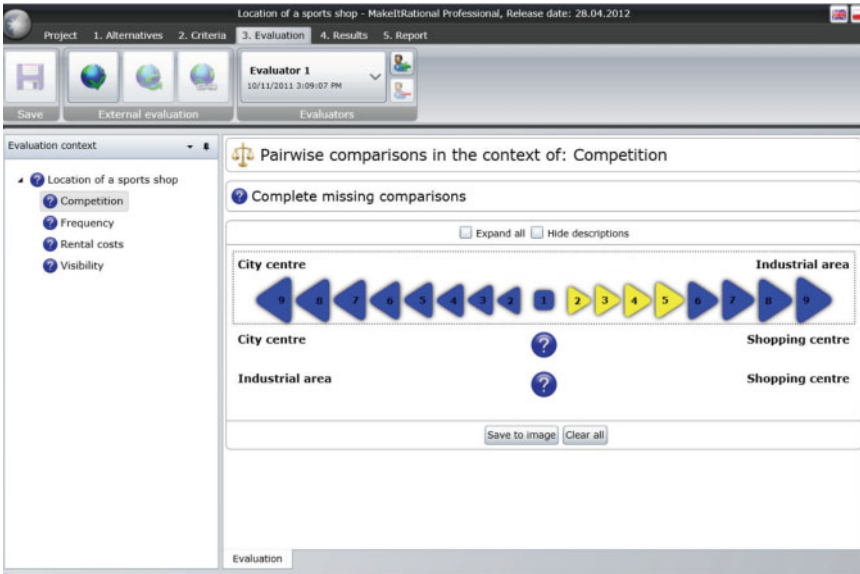 Location of a sports shop - MakeItRational Professional, Release date: 28.04.2012
Project 1. Alternatives 2. Criteria 3. Evaluation 4. Results 5. Report
Evaluator 1
10/11/2011 3:09:07 PM
Save External evaluation Evaluators
Evaluation context
Pairwise comparisons in the context of: Competition
Location of a sports shop
Competition
Frequency
Rental costs
Visibility
Complete missing comparisons
Expand all Hide descriptions
City centre Industrial area
9 8 7 6 5 4 3 2 1 2 3 4 5 6 7 8 9
City centre ? Shopping centre
Industrial area ? Shopping centre
Save to image Clear all
Evaluation